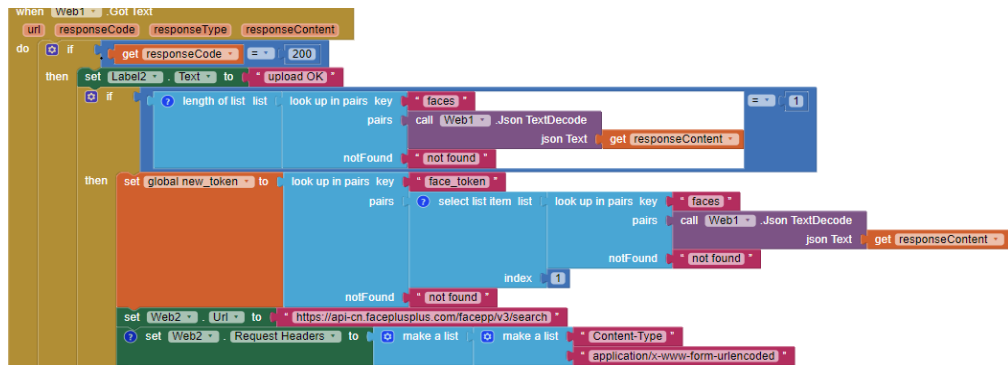 when Web1 .Got Text
url responseCode responseType responseContent
do if get responseCode = 200
then set Label2 . Text to " upload OK "
if length of list list look up in pairs key " faces " = 1
pairs call Web1 .Json TextDecode
json Text get responseContent
notFound " not found "
then set global new_token to look up in pairs key " face_token "
pairs select list item list look up in pairs key " faces "
pairs call Web1 .Json TextDecode
json Text get responseContent
notFound " not found "
index 1
notFound " not found "
set Web2 . Url to " https://api-cn.faceplusplus.com/facepp/v3/search "
set Web2 . Request Headers to make a list make a list " Content-Type "
" application/x-www-form-urlencoded "